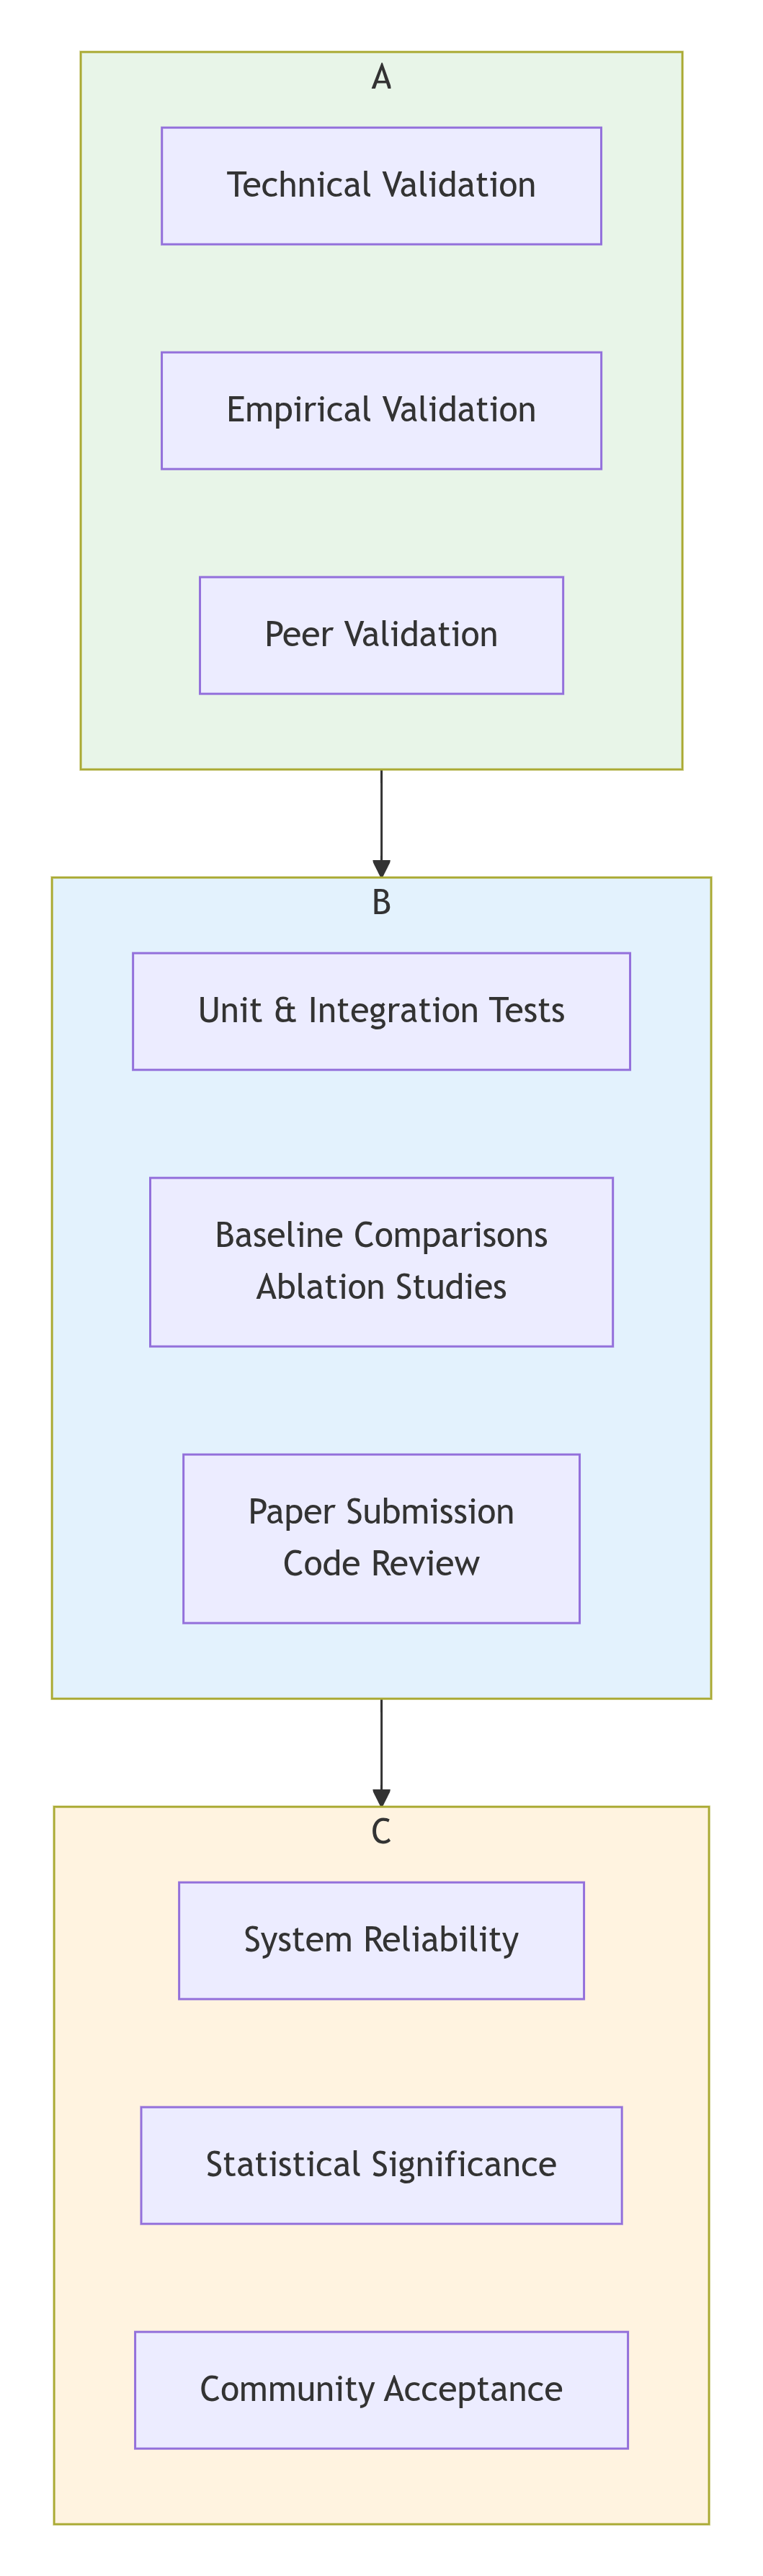 A
Technical Validation
Empirical Validation
Peer Validation
B
Unit & Integration Tests
Baseline Comparisons
Ablation Studies
Paper Submission
Code Review
C
System Reliability
Statistical Significance
Community Acceptance